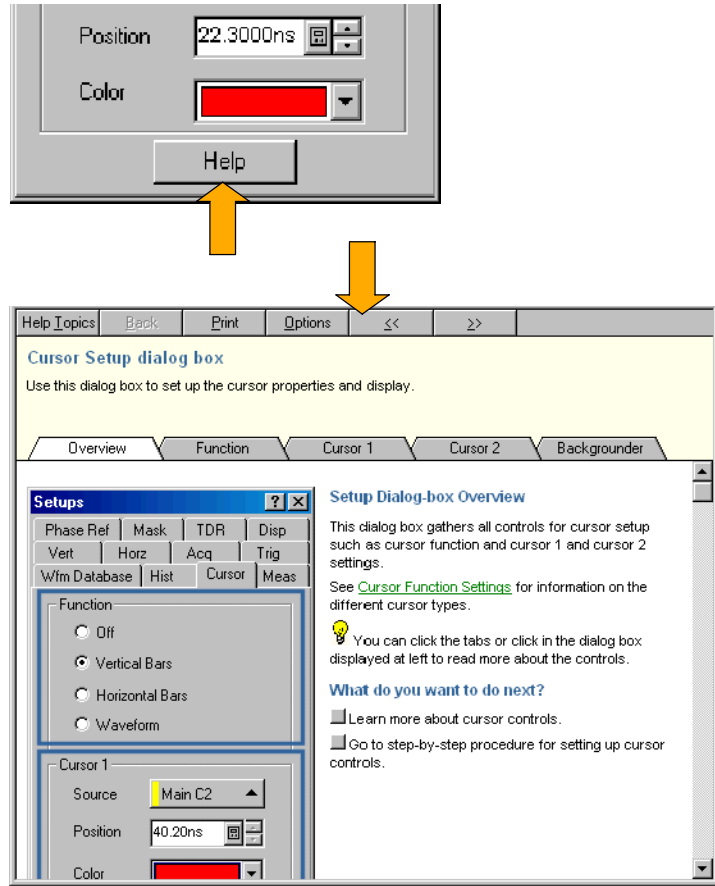 Position 22.3000ns
Color
Help
Help Topics Back Print Options << >>
Cursor Setup dialog box
Use this dialog box to set up the cursor properties and display.
Overview Function Cursor 1 Cursor 2 Backgrounder
Setups ? X
Phase Ref Mask TDR Disp
Vert Horz Acq Trig
Wfm Database Hist Cursor Meas
Function
Off
Vertical Bars
Horizontal Bars
Waveform
Cursor 1
Source Main C2
Position 40.20ns
Color
Setup Dialog-box Overview
This dialog box gathers all controls for cursor setup
such as cursor function and cursor 1 and cursor 2
settings.
See Cursor Function Settings for information on the
different cursor types.
You can click the tabs or click in the dialog box
displayed at left to read more about the controls.
What do you want to do next?
Learn more about cursor controls.
Go to step-by-step procedure for setting up cursor
controls.